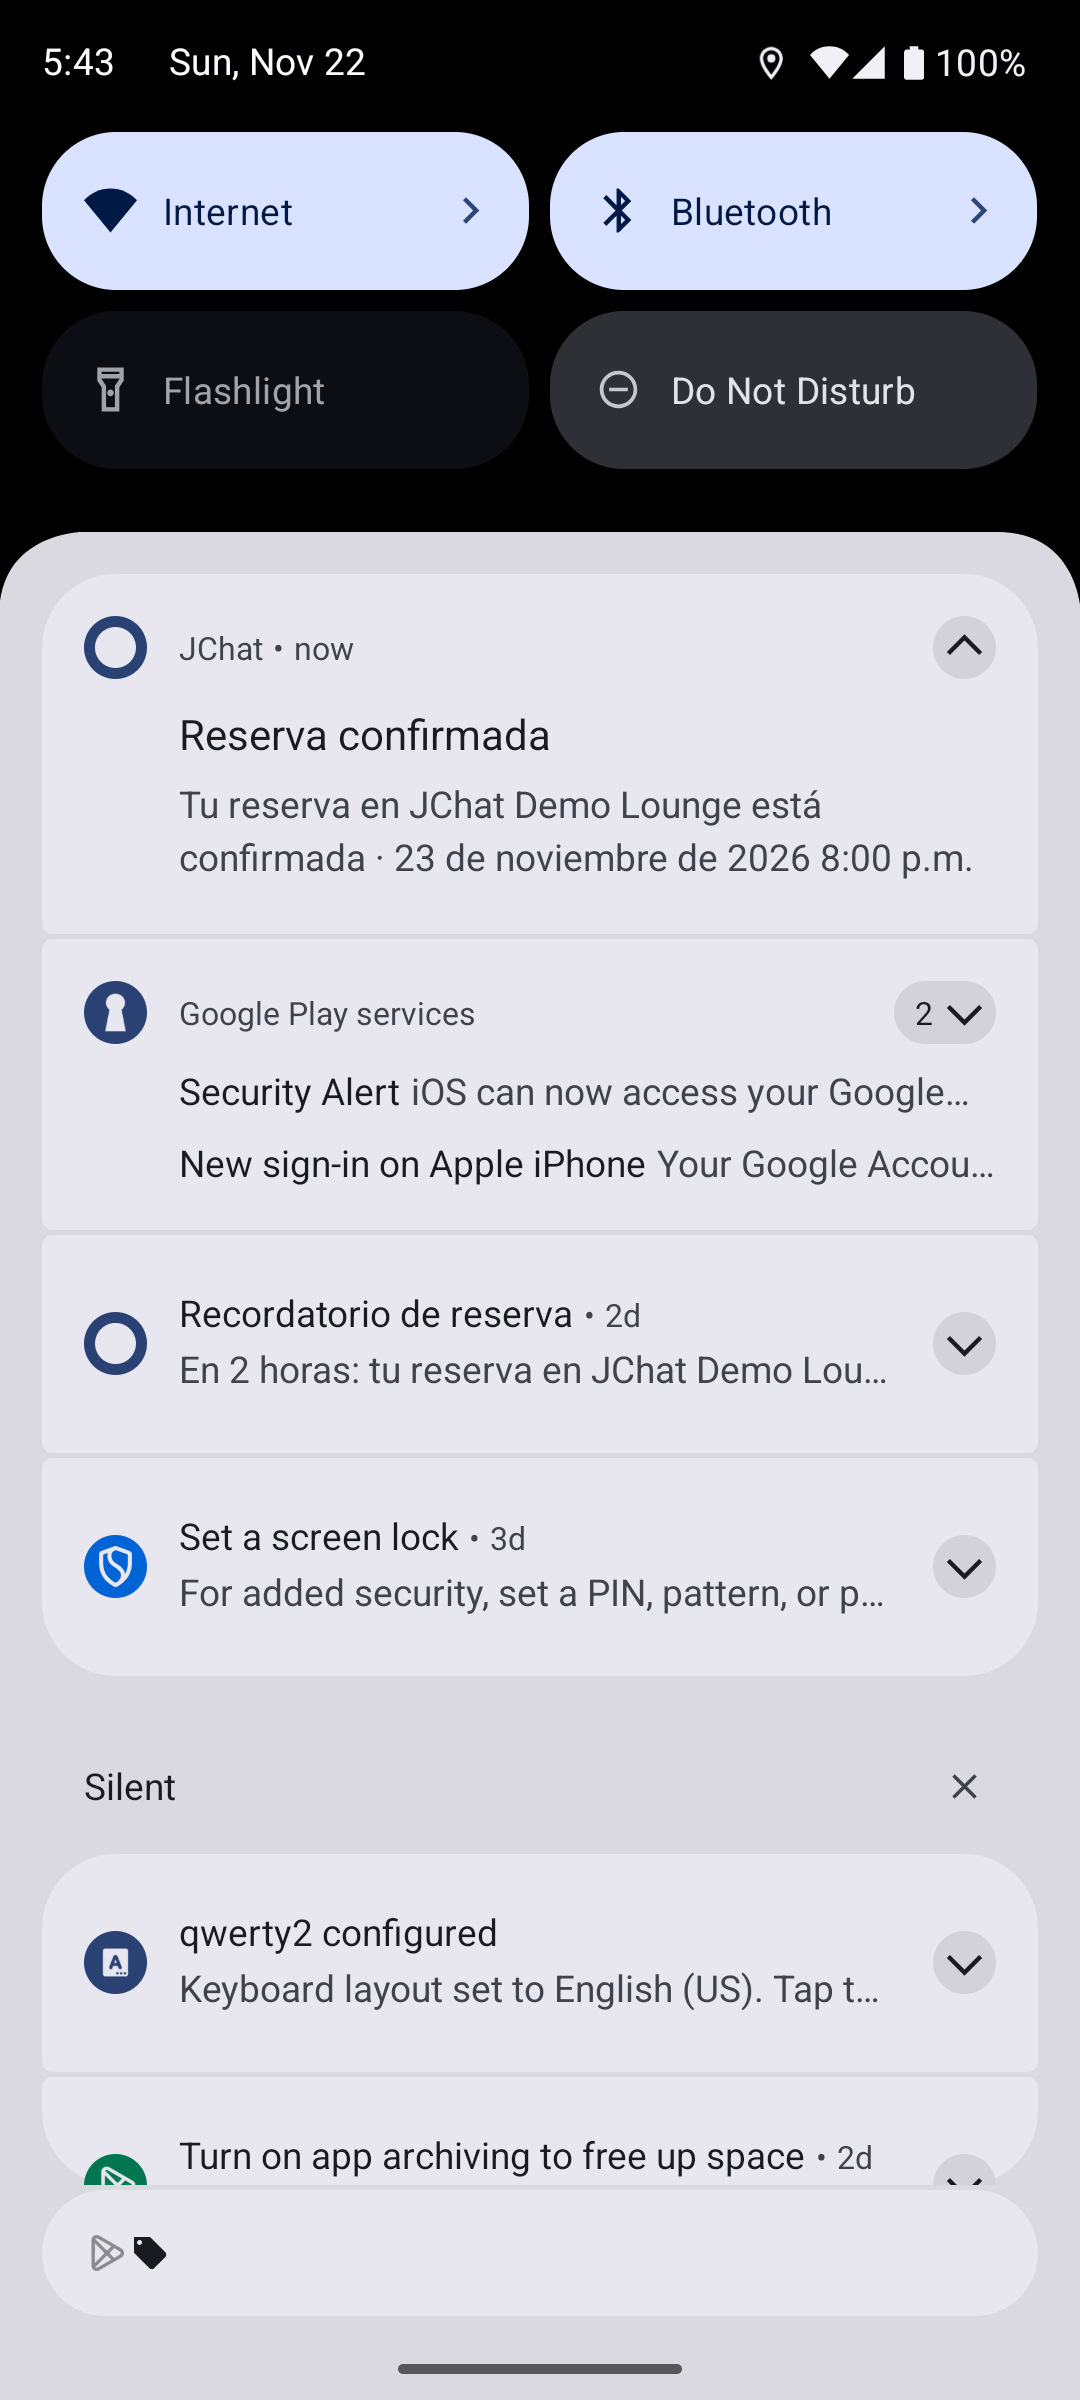 5:43 Sun, Nov 22 100%
Internet
Bluetooth
Flashlight
Do Not Disturb
JChat • now
Reserva confirmada
Tu reserva en JChat Demo Lounge está
confirmada · 23 de noviembre de 2026 8:00 p.m.
Google Play services
2
Security Alert iOS can now access your Google…
New sign-in on Apple iPhone Your Google Accou…
Recordatorio de reserva • 2d
En 2 horas: tu reserva en JChat Demo Lou…
Set a screen lock • 3d
For added security, set a PIN, pattern, or p…
Silent
qwerty2 configured
Keyboard layout set to English (US). Tap t…
Turn on app archiving to free up space • 2d